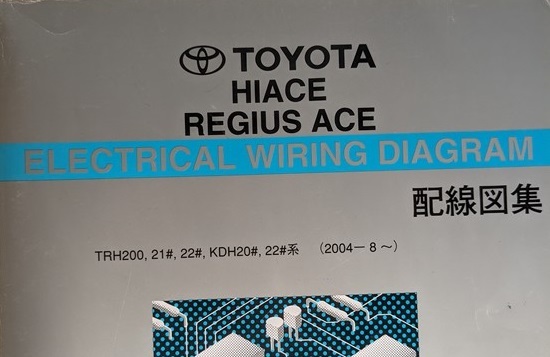 TOYOTA
HIACE
REGIUS ACE
ELECTRICAL WIRING DIAGRAM
配線図集
TRH200, 21#, 22#, KDH20#, 22#系 (2004－8～)